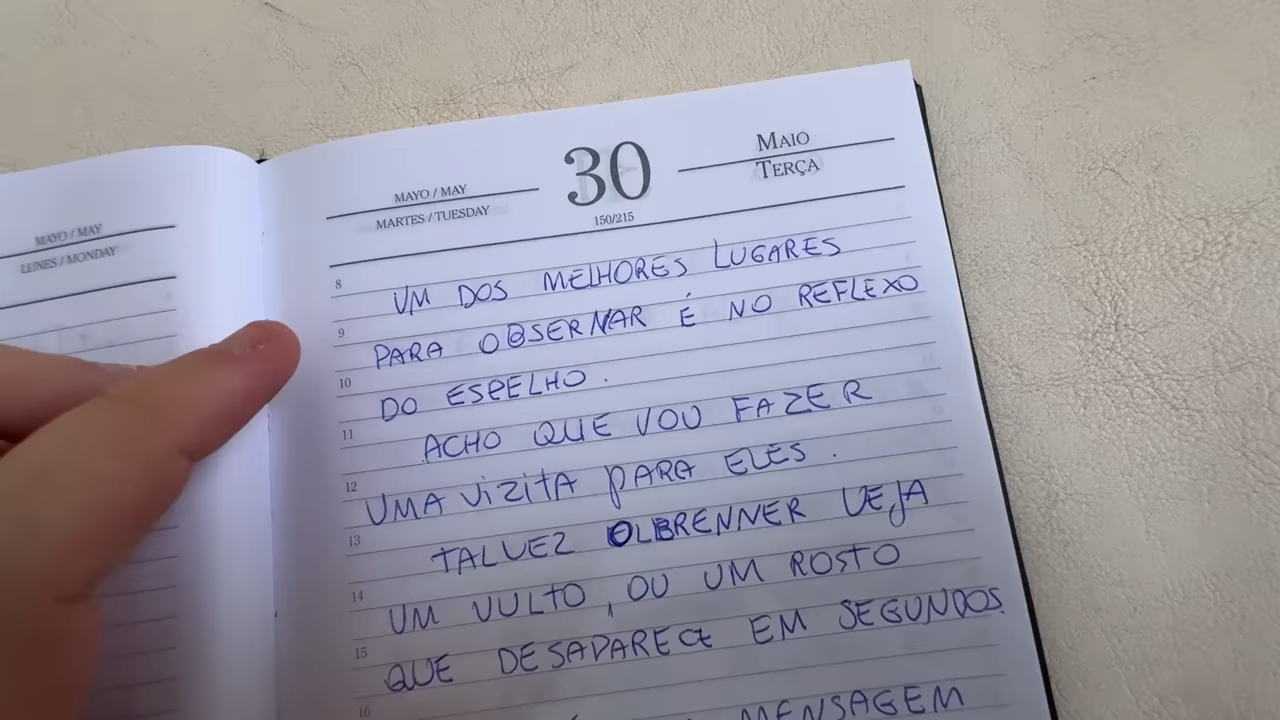 MAYO / MAY
LUNES / MONDAY
MAYO / MAY
MARTES / TUESDAY
30
150/215
MAIO
TERÇA
8
UM DOS MELHORES LUGARES
9
PARA OBSERVAR É NO REFLEXO
10
DO ESPELHO.
11
ACHO QUE VOU FAZER
12
UMA VIZITA PARA ELES.
13
TALVEZ OLBRENNER VEJA
14
UM VULTO, OU UM ROSTO
15
QUE DESAPARECE EM SEGUNDOS.
16
MENSAGEM